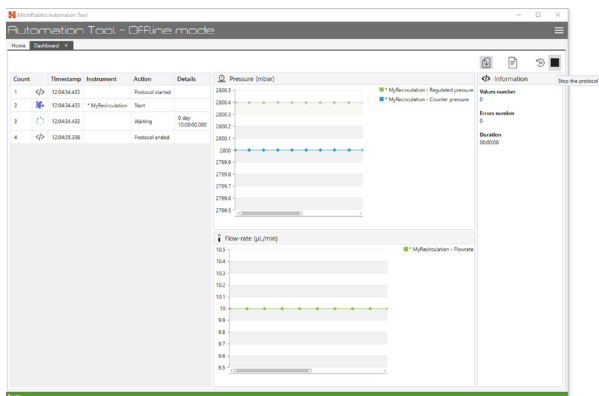 Microfluidics Automation Tool
Automation Tool - Offline mode
Home Dashboard ×
Stop the protocol
Count Timestamp Instrument Action Details
1 </> 12:04:34.433 Protocol started
2 12:04:34.433 * MyRecirculation Start
3 12:04:34.433 Waiting 0 day 10:00:00.000
4 </> 12:04:35.308 Protocol ended
Pressure (mbar)
* MyRecirculation - Regulated pressure
* MyRecirculation - Counter pressure
2800.5
2800.4
2800.3
2800.2
2800.1
2800
2799.9
2799.8
2799.7
2799.6
2799.5
Flow-rate (µL/min)
* MyRecirculation - Flowrate
10.5
10.4
10.3
10.2
10.1
10
9.9
9.8
9.7
9.6
9.5
</> Information
Values number
0
Errors number
0
Duration
00:00:00